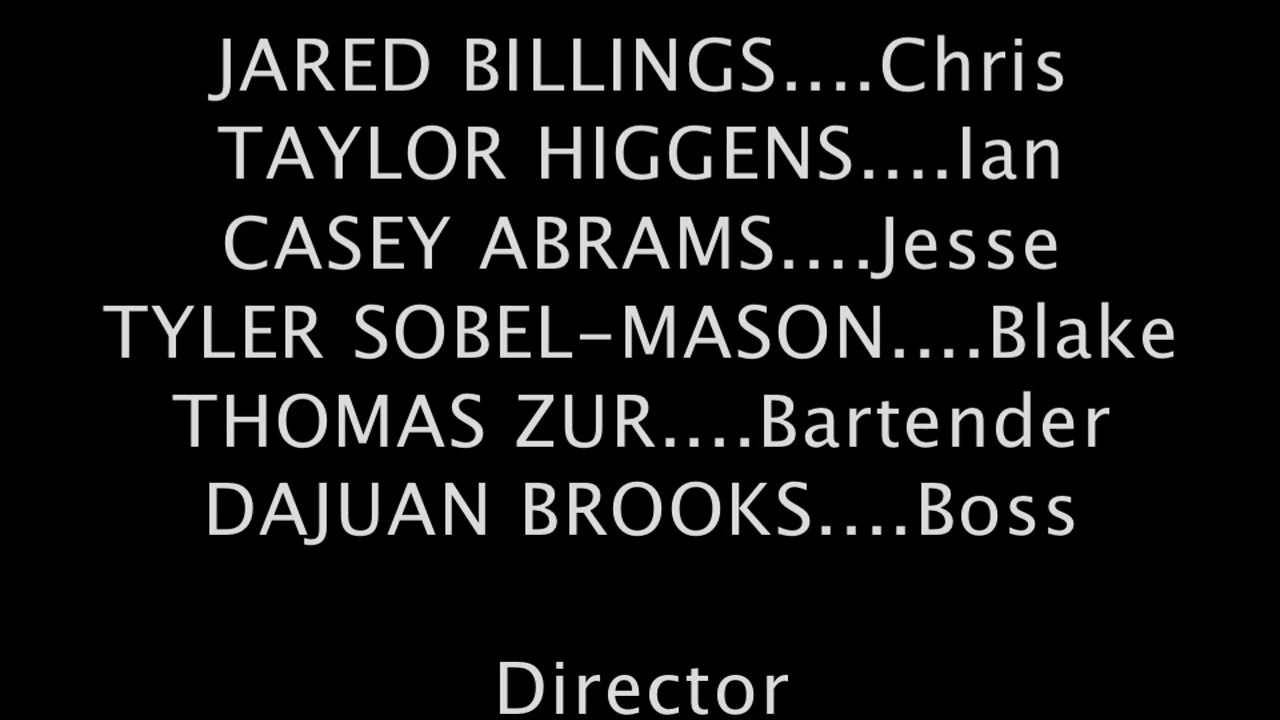 JARED BILLINGS....Chris
TAYLOR HIGGENS....Ian
CASEY ABRAMS....Jesse
TYLER SOBEL-MASON....Blake
THOMAS ZUR....Bartender
DAJUAN BROOKS....Boss
Director